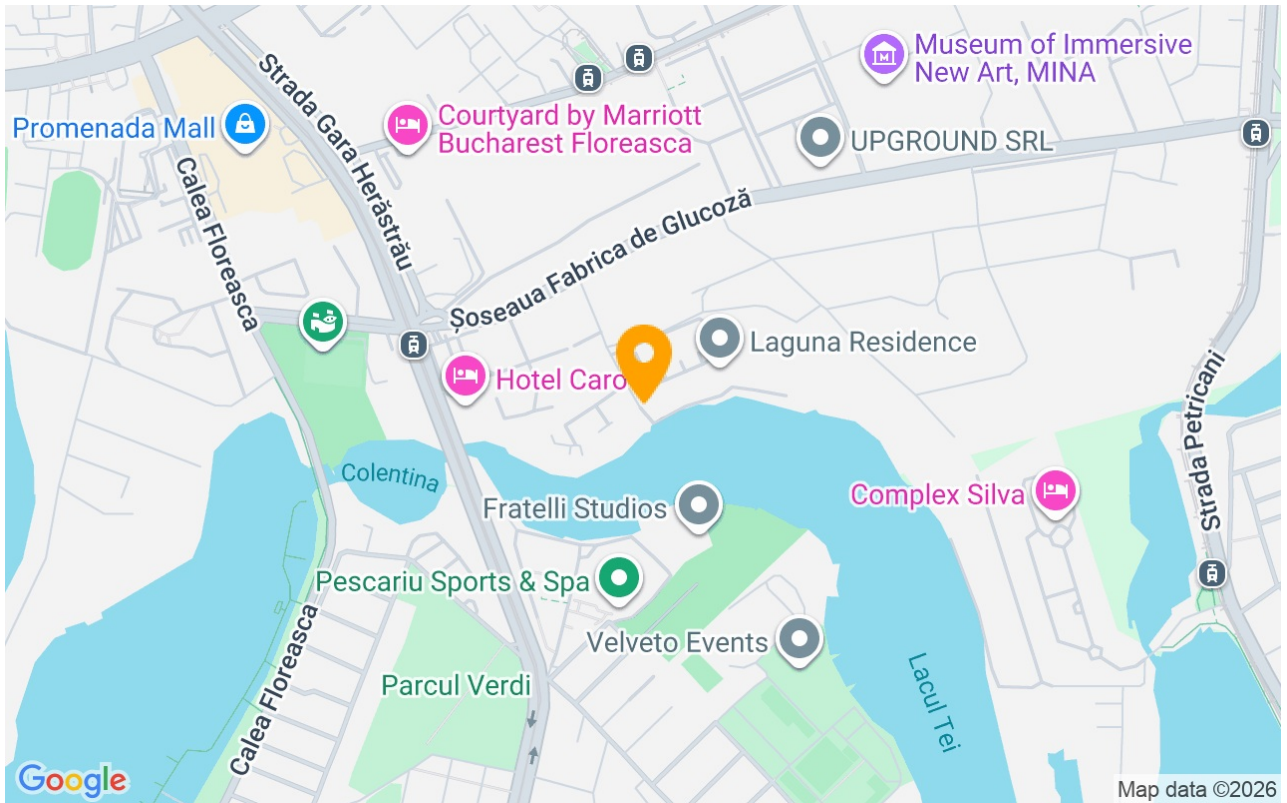 Museum of Immersive
New Art, MINA
Strada Gara Herăstrău
Courtyard by Marriott
Bucharest Floreasca
Promenada Mall
UPGROUND SRL
Calea Floreasca
Șoseaua Fabrica de Glucoză
Laguna Residence
Hotel Caro
Strada Petricani
Colentina
Complex Silva
Fratelli Studios
Pescariu Sports & Spa
Velveto Events
Calea Floreasca
Parcul Verdi
Lacul Tei
Google
Map data ©2026